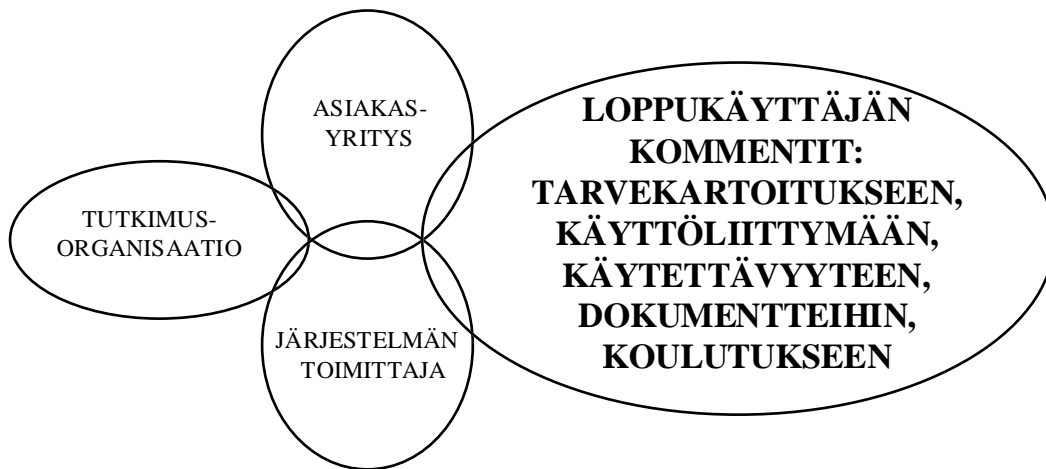 ASIAKAS-
YRITYS
TUTKIMUS-
ORGANISAATIO
JÄRJESTELMÄN
TOIMITTAJA
LOPPUKÄYTTÄJÄN
KOMMENTIT:
TARVEKARTOITUKSEEN,
KÄYTTÖLIITTYMÄÄN,
KÄYTETTÄVYYTEEN,
DOKUMENTTEIHIN,
KOULUTUKSEEN